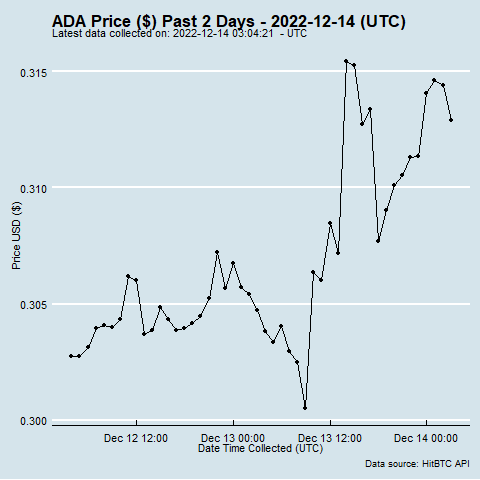 ADA Price ($) Past 2 Days - 2022-12-14 (UTC)
Latest data collected on: 2022-12-14 03:04:21  - UTC
0.315
0.310
0.305
0.300
Price USD ($)
Dec 12 12:00
Dec 13 00:00
Dec 13 12:00
Dec 14 00:00
Date Time Collected (UTC)
Data source: HitBTC API